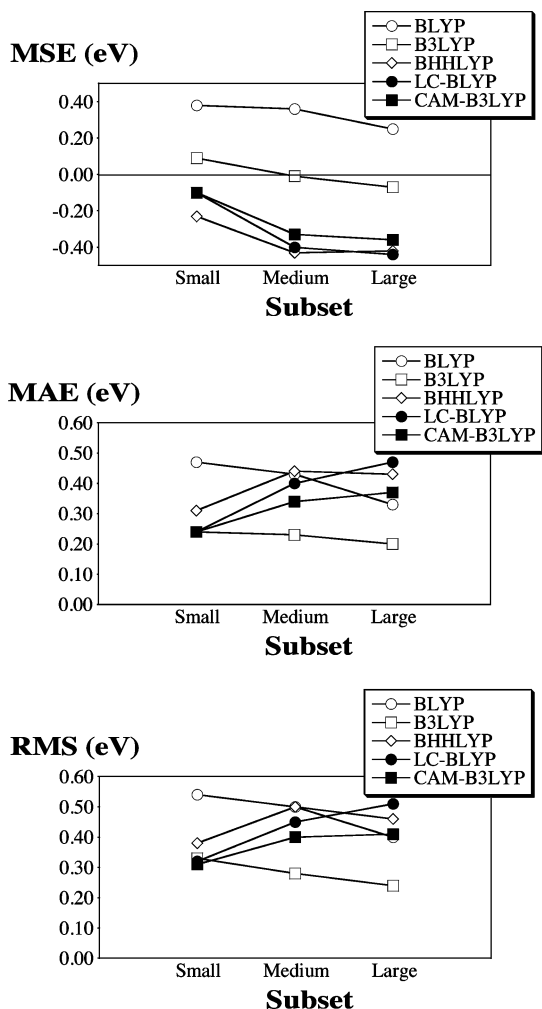 BLYP
B3LYP
BHHLYP
LC-BLYP
CAM-B3LYP
MSE (eV)
0.40
0.20
0.00
-0.20
-0.40
Small Medium Large
Subset
BLYP
B3LYP
BHHLYP
LC-BLYP
CAM-B3LYP
MAE (eV)
0.60
0.50
0.40
0.30
0.20
0.10
0.00
Small Medium Large
Subset
BLYP
B3LYP
BHHLYP
LC-BLYP
CAM-B3LYP
RMS (eV)
0.60
0.50
0.40
0.30
0.20
0.10
0.00
Small Medium Large
Subset